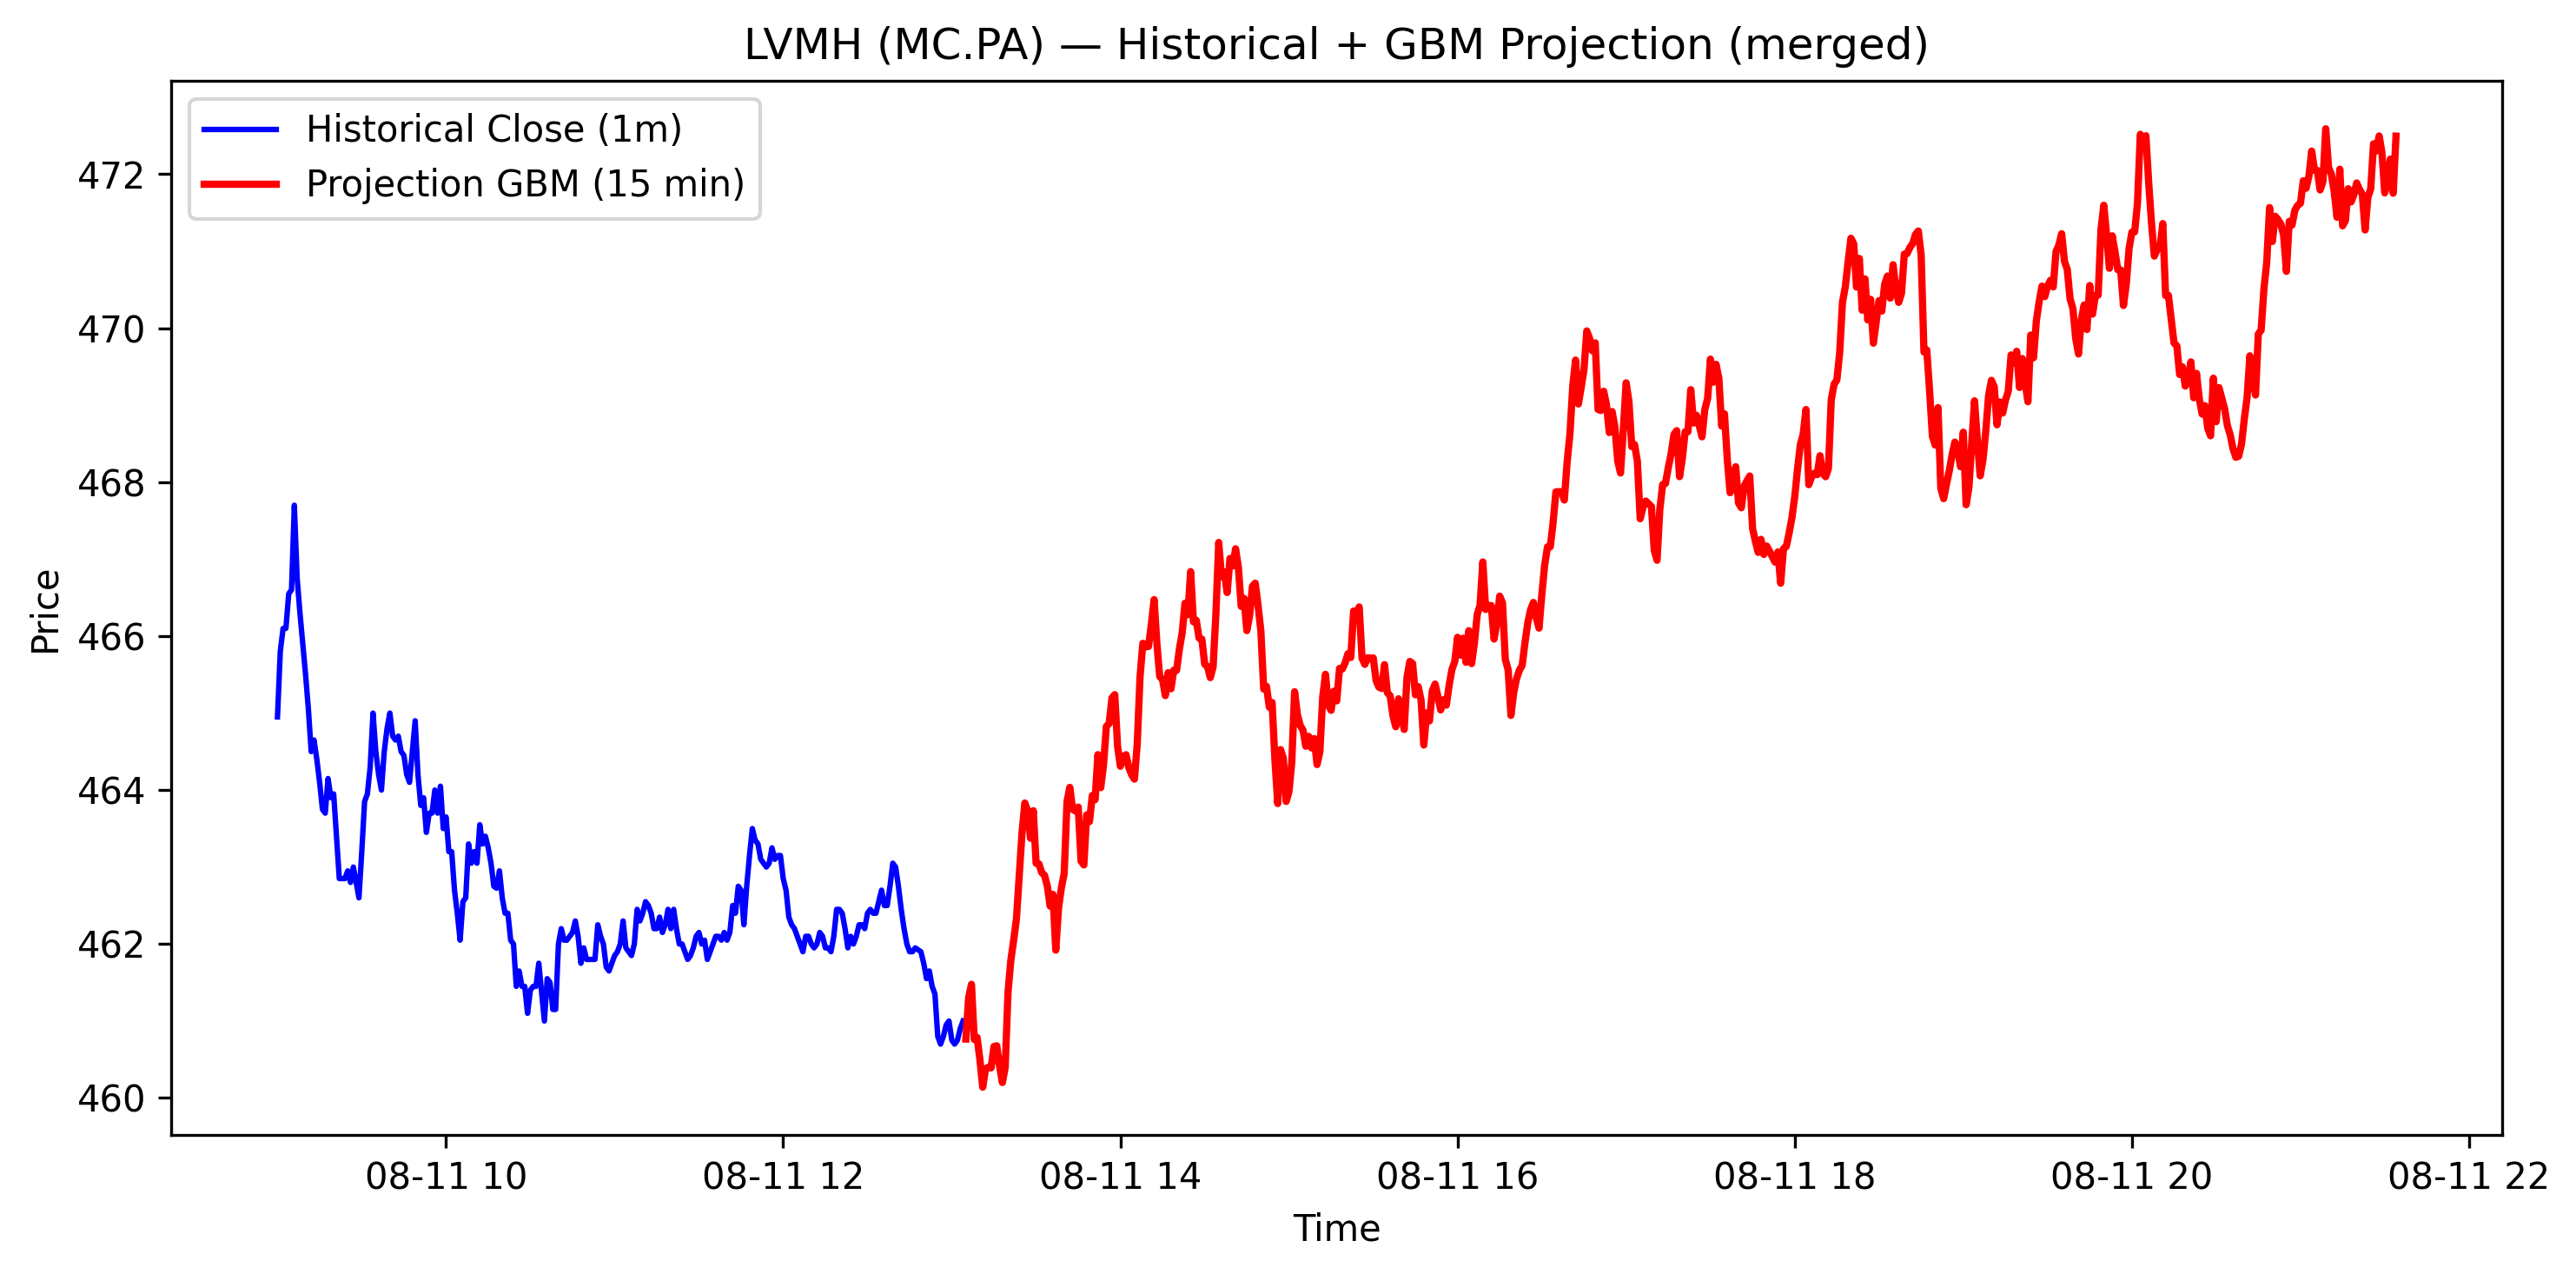 LVMH (MC.PA) — Historical + GBM Projection (merged)
Historical Close (1m)
Projection GBM (15 min)
472
470
468
466
464
462
460
Price
08-11 10
08-11 12
08-11 14
08-11 16
08-11 18
08-11 20
08-11 22
Time